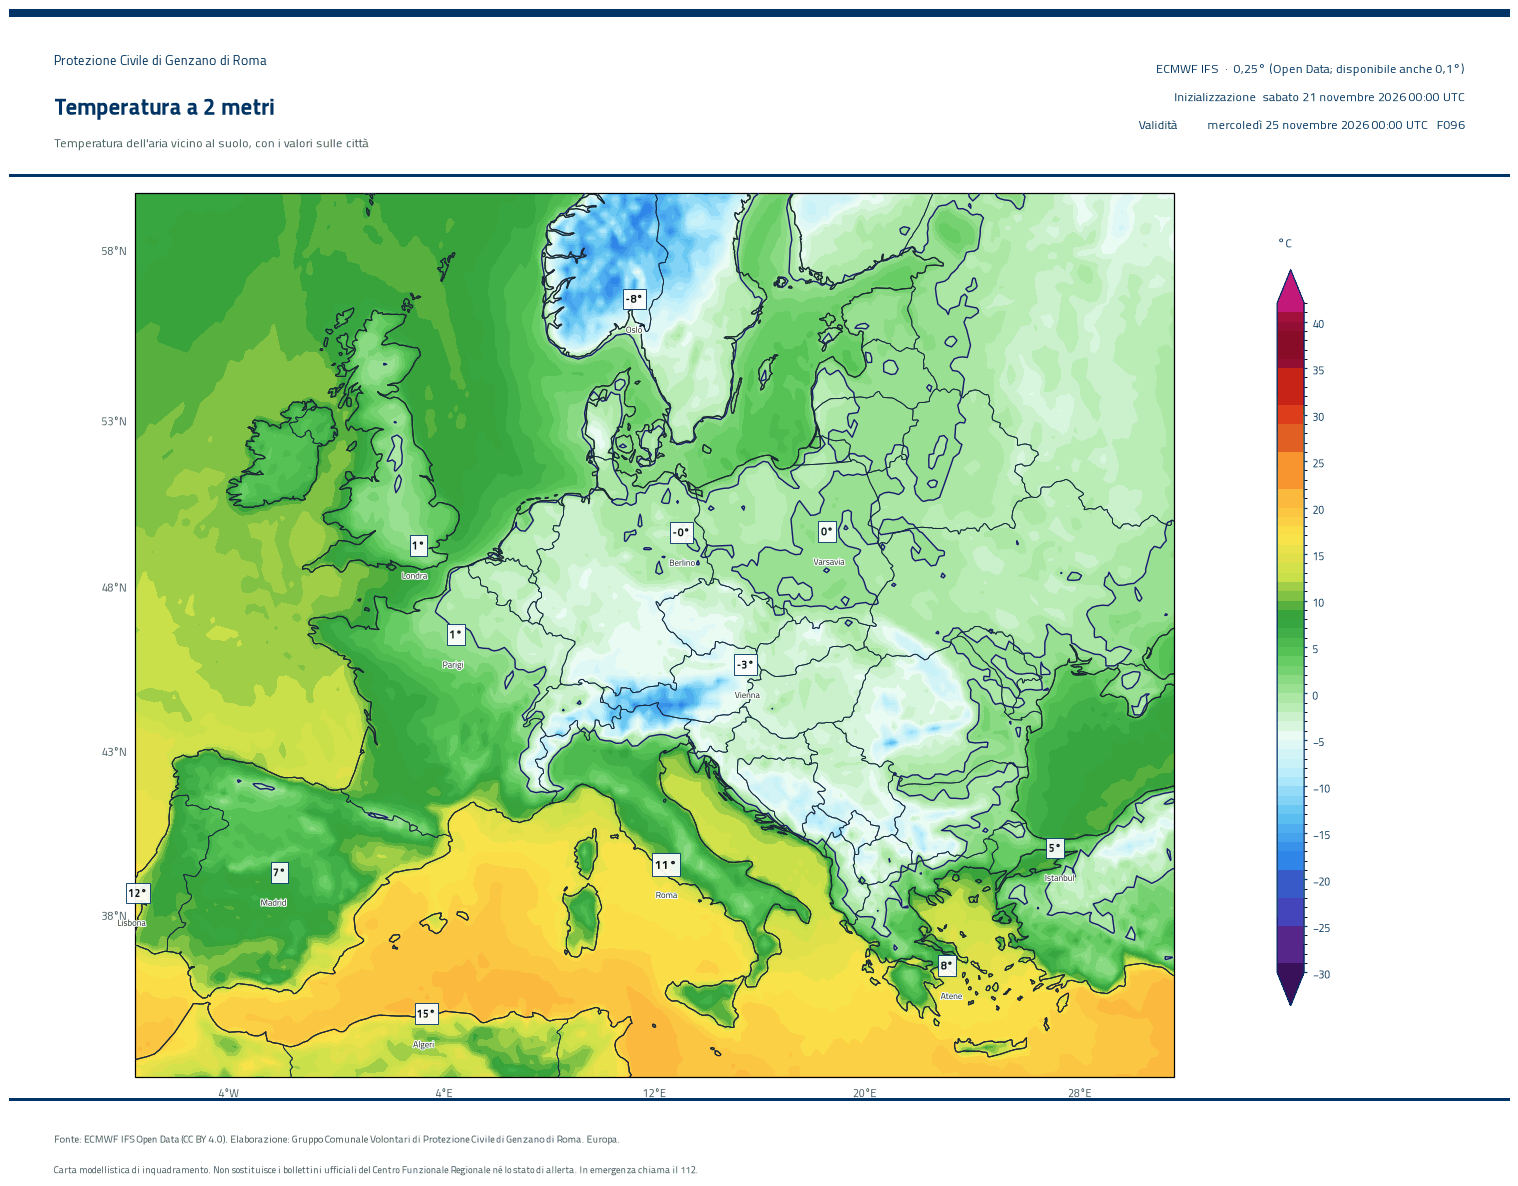 Protezione Civile di Genzano di Roma
Temperatura a 2 metri
Temperatura dell'aria vicino al suolo, con i valori sulle città
ECMWF IFS · 0,25° (Open Data; disponibile anche 0,1°)
Inizializzazione sabato 21 novembre 2026 00:00 UTC
Validità mercoledì 25 novembre 2026 00:00 UTC F096
58°N
53°N
48°N
43°N
38°N
4°W
4°E
12°E
20°E
28°E
-8°
Oslo
1°
Londra
-0°
Berlino
0°
Varsavia
1°
Parigi
-3°
Vienna
7°
Madrid
12°
Lisbona
11°
Roma
5°
Istanbul
8°
Atene
15°
Algeri
°C
40
35
30
25
20
15
10
5
0
−5
−10
−15
−20
−25
−30
Fonte: ECMWF IFS Open Data (CC BY 4.0). Elaborazione: Gruppo Comunale Volontari di Protezione Civile di Genzano di Roma. Europa.
Carta modellistica di inquadramento. Non sostituisce i bollettini ufficiali del Centro Funzionale Regionale né lo stato di allerta. In emergenza chiama il 112.